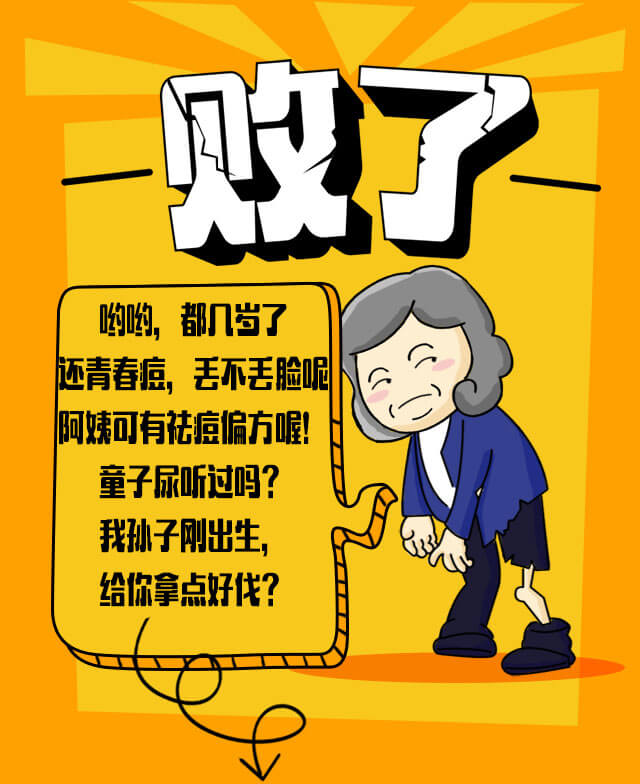 败了
哟哟，都几岁了
还青春痘，丢不丢脸呢
阿姨可有祛痘偏方喔！
童子尿听过吗？
我孙子刚出生，
给你拿点好伐？